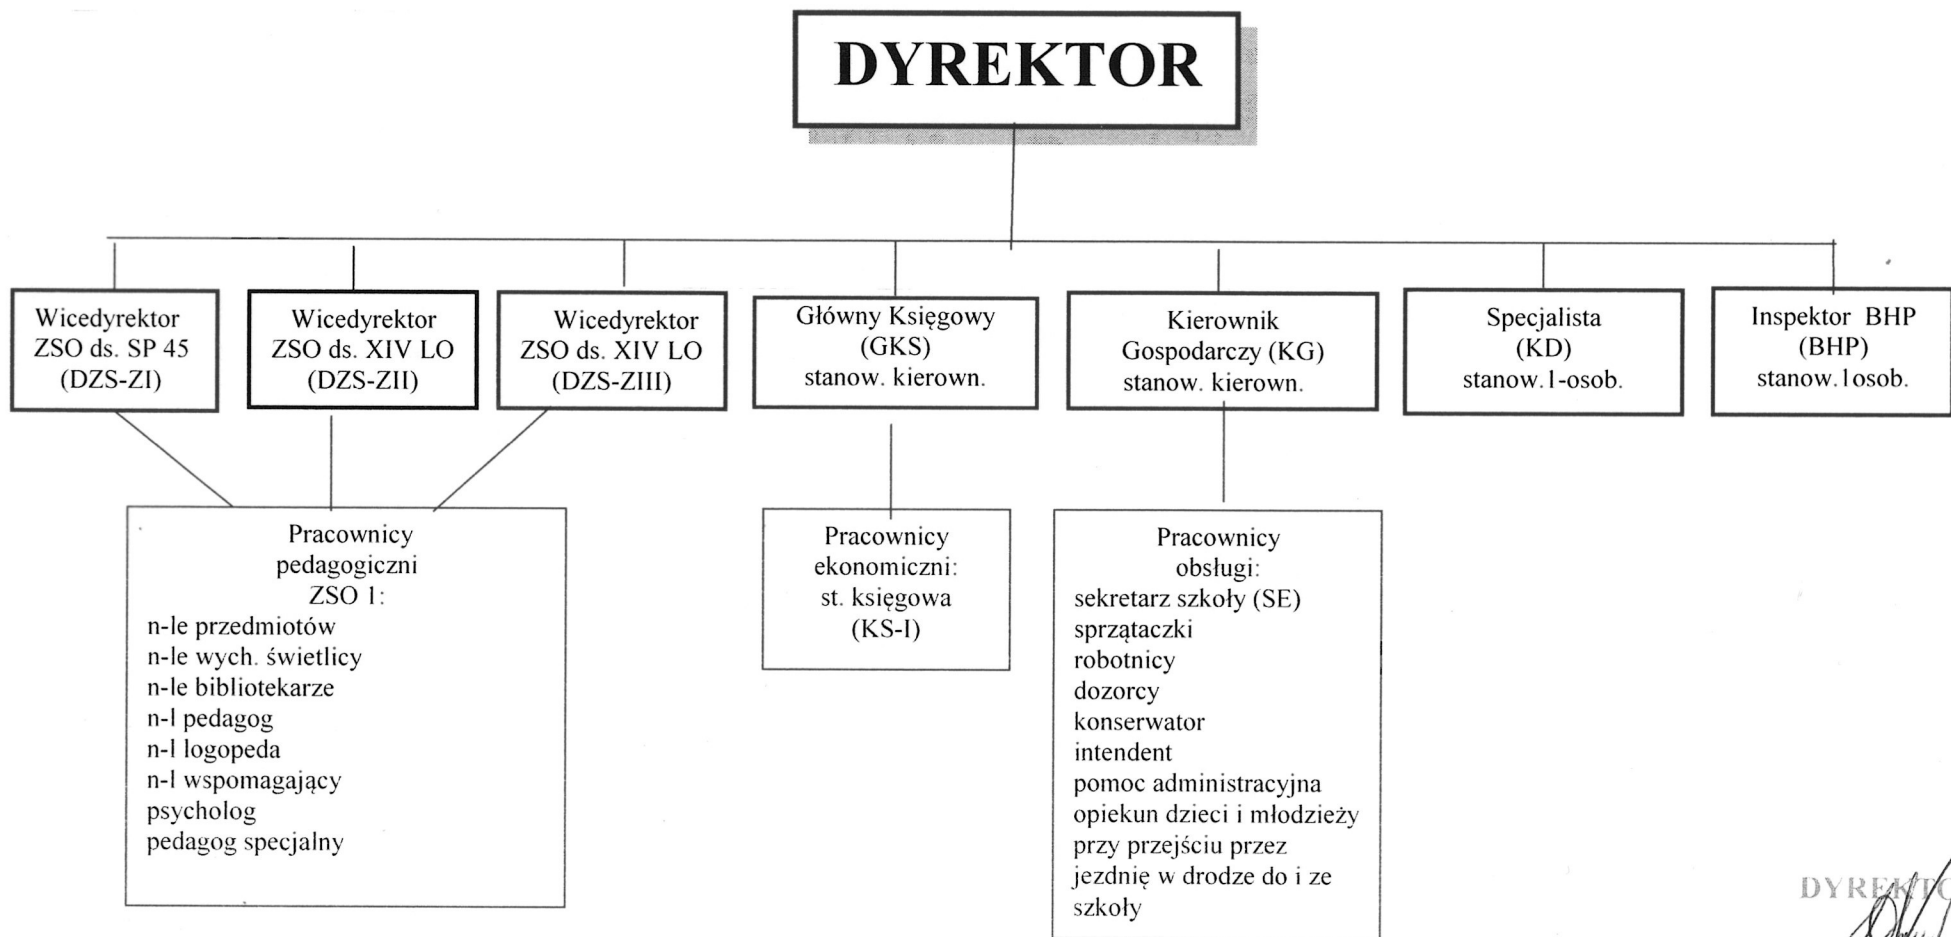 DYREKTOR
Wicedyrektor
ZSO ds. SP 45
(DZS-ZI)
Wicedyrektor
ZSO ds. XIV LO
(DZS-ZII)
Wicedyrektor
ZSO ds. XIV LO
(DZS-ZIII)
Główny Księgowy
(GKS)
stanow. kierown.
Kierownik
Gospodarczy (KG)
stanow. kierown.
Specjalista
(KD)
stanow.1-osob.
Inspektor BHP
(BHP)
stanow.1osob.
Pracownicy
pedagogiczni
ZSO 1:
n-le przedmiotów
n-le wych. świetlicy
n-le bibliotekarze
n-l pedagog
n-l logopeda
n-l wspomagający
psycholog
pedagog specjalny
Pracownicy
ekonomiczni:
st. księgowa
(KS-I)
Pracownicy
obsługi:
sekretarz szkoły (SE)
sprzątaczki
robotnicy
dozorcy
konserwator
intendent
pomoc administracyjna
opiekun dzieci i młodzieży
przy przejściu przez
jezdnię w drodze do i ze
szkoły